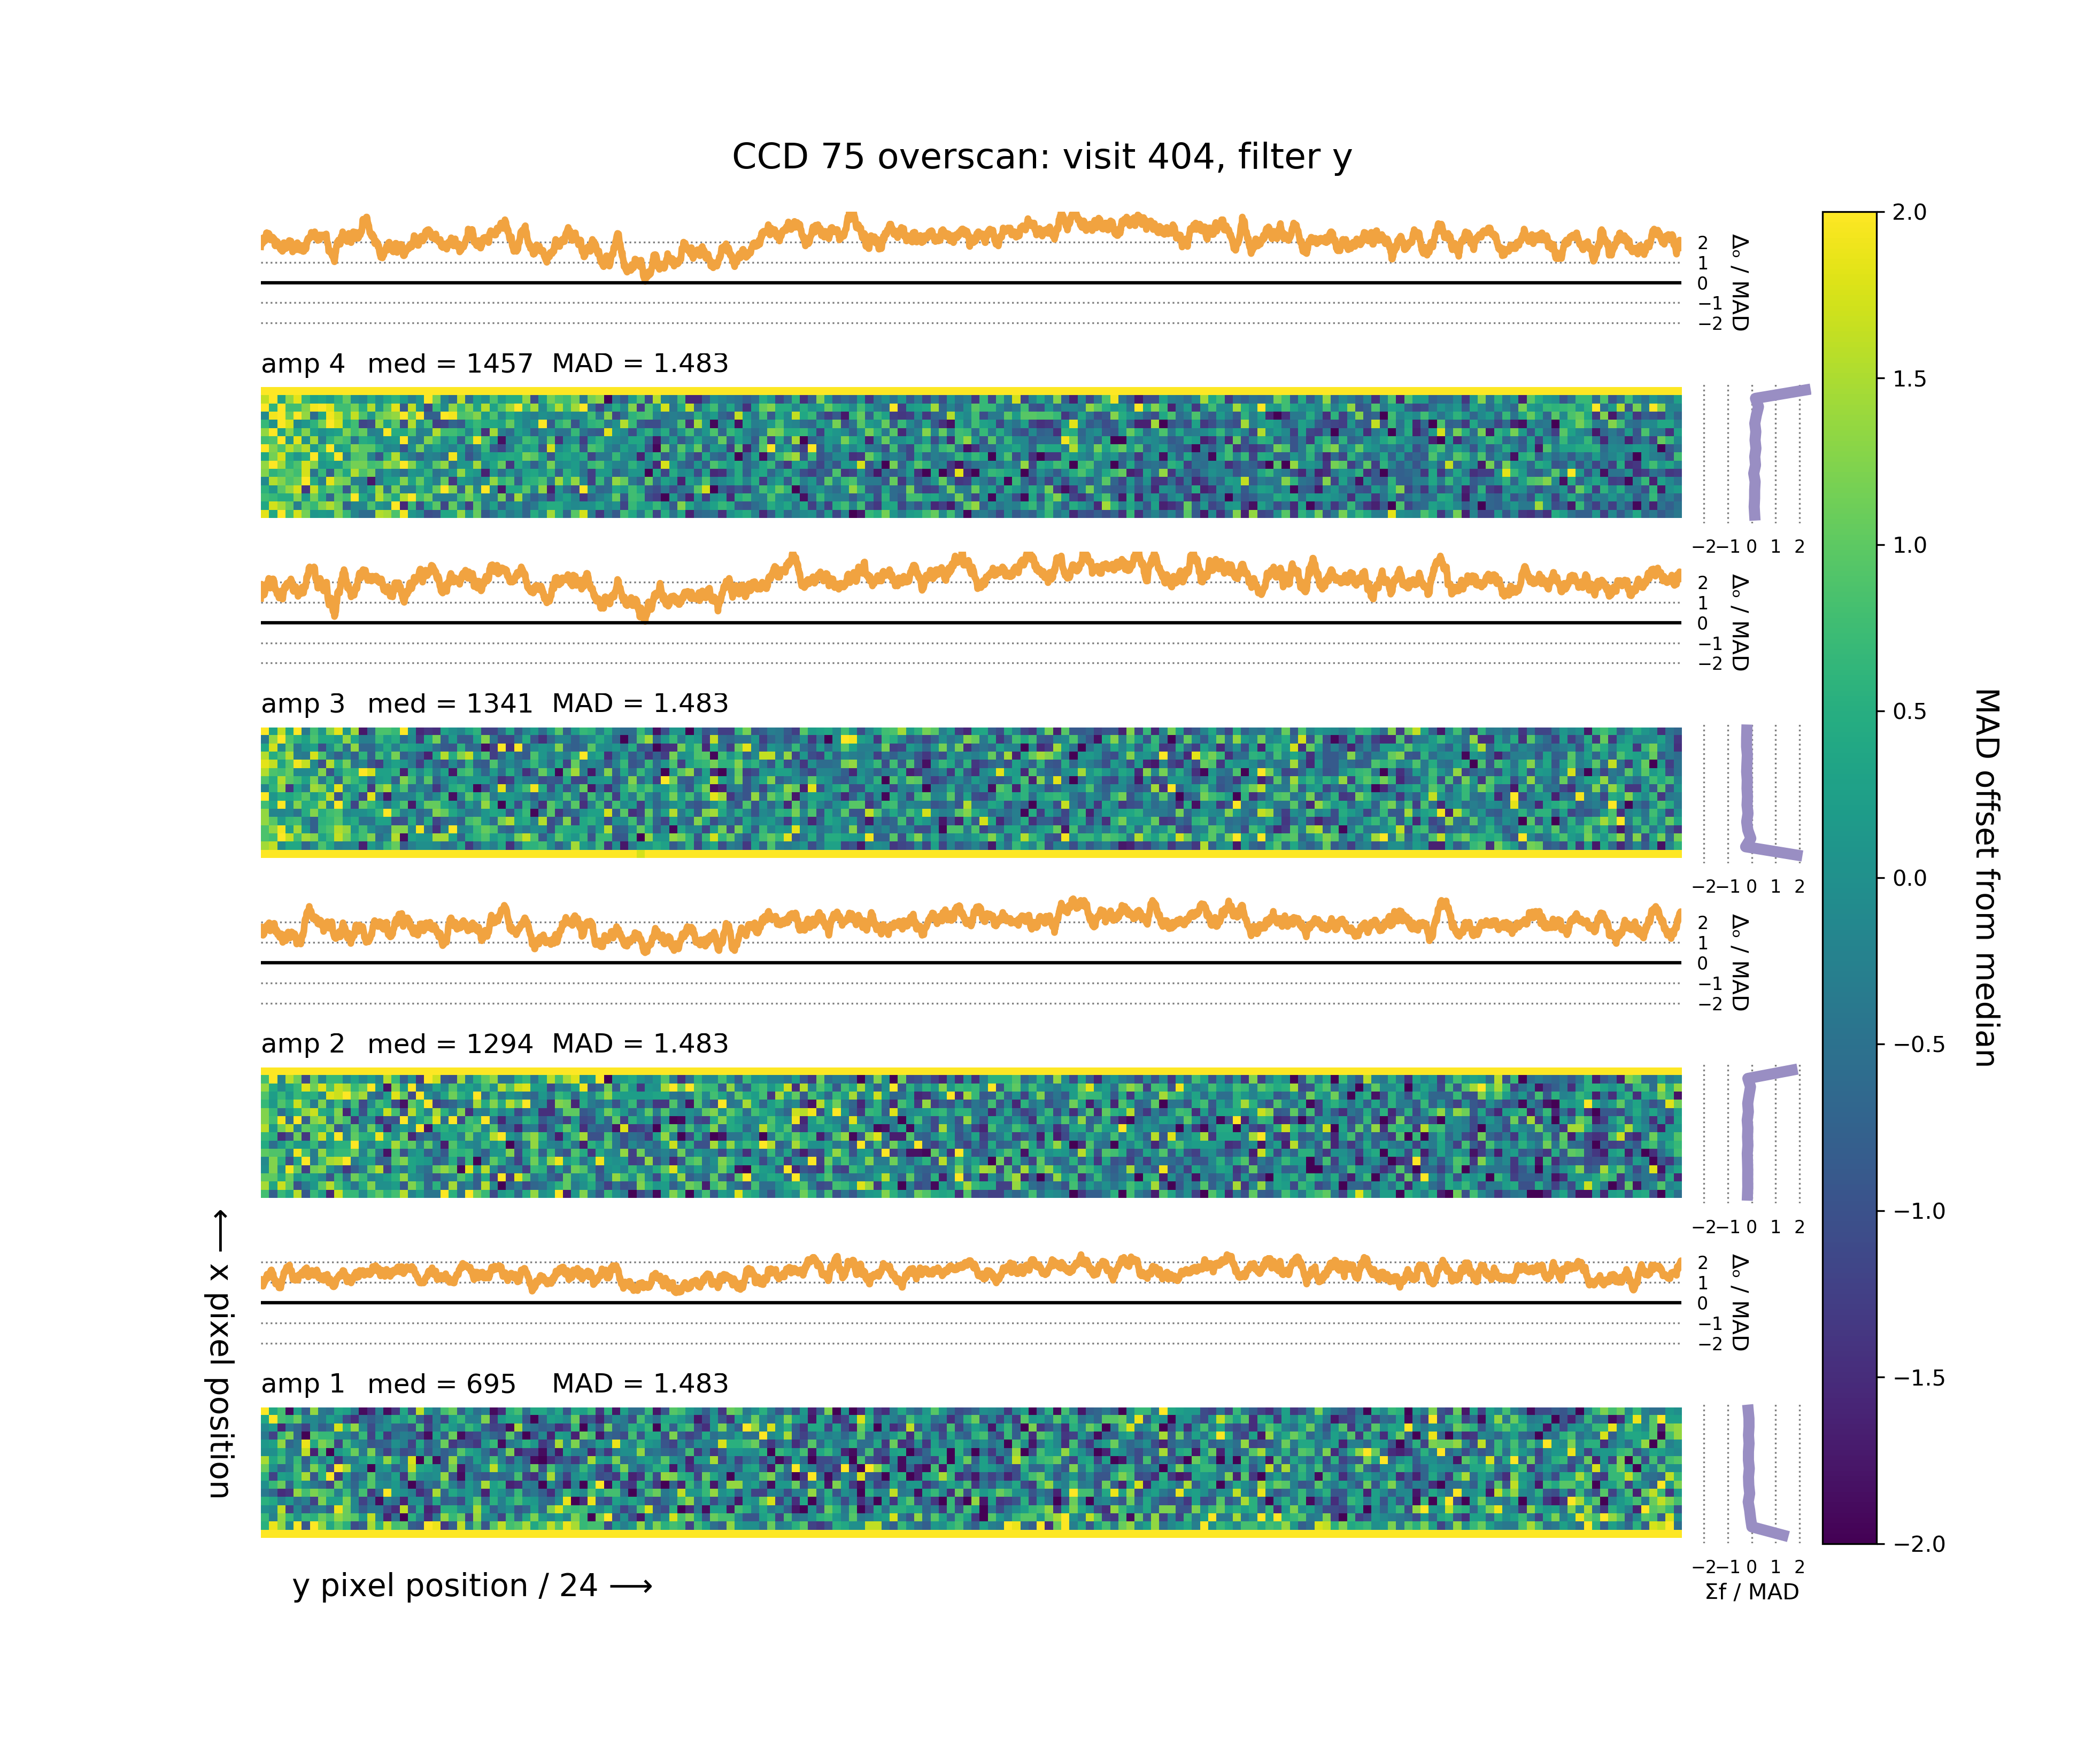 CCD 75 overscan: visit 404, filter y
2
1
0
−1
−2
Δₒ / MAD
amp 4 med = 1457 MAD = 1.483
−2 −1 0 1 2
2
1
0
−1
−2
Δₒ / MAD
amp 3 med = 1341 MAD = 1.483
−2 −1 0 1 2
2
1
0
−1
−2
Δₒ / MAD
amp 2 med = 1294 MAD = 1.483
−2 −1 0 1 2
2
1
0
−1
−2
Δₒ / MAD
amp 1 med = 695 MAD = 1.483
−2 −1 0 1 2
Σf / MAD
⟵ x pixel position
y pixel position / 24 ⟶
2.0
1.5
1.0
0.5
0.0
−0.5
−1.0
−1.5
−2.0
MAD offset from median